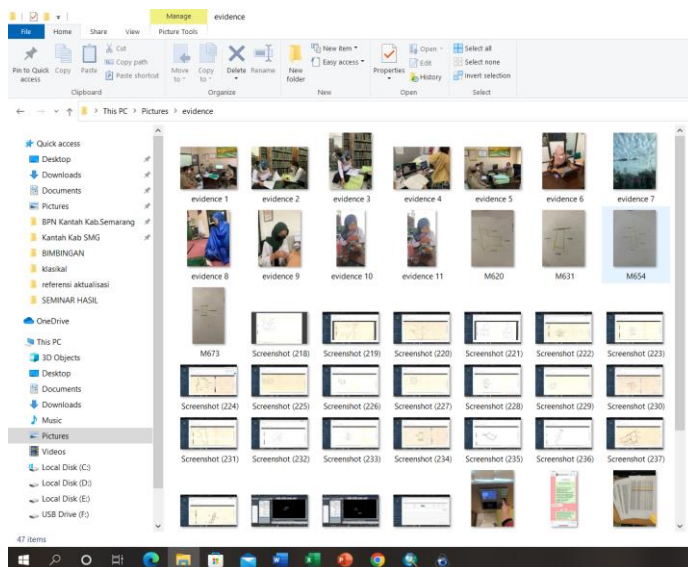 Manage
evidence
File
Home
Share
View
Picture Tools
Pin to Quick access
Copy
Paste
Cut
Copy path
Paste shortcut
Move to
Copy to
Delete
Rename
New folder
New item
Easy access
Properties
Open
Edit
History
Select all
Select none
Invert selection
Clipboard
Organize
New
Open
Select
This PC > Pictures > evidence
Quick access
Desktop
Downloads
Documents
Pictures
BPN Kantah Kab.Semarang
Kantah Kab SMG
BIMBINGAN
klasikal
referensi aktualisasi
SEMINAR HASIL
OneDrive
This PC
3D Objects
Desktop
Documents
Downloads
Music
Pictures
Videos
Local Disk (C:)
Local Disk (D:)
Local Disk (E:)
USB Drive (F:)
evidence 1
evidence 2
evidence 3
evidence 4
evidence 5
evidence 6
evidence 7
evidence 8
evidence 9
evidence 10
evidence 11
M620
M631
M654
M673
Screenshot (218)
Screenshot (219)
Screenshot (220)
Screenshot (221)
Screenshot (222)
Screenshot (223)
Screenshot (224)
Screenshot (225)
Screenshot (226)
Screenshot (227)
Screenshot (228)
Screenshot (229)
Screenshot (230)
Screenshot (231)
Screenshot (232)
Screenshot (233)
Screenshot (234)
Screenshot (235)
Screenshot (236)
Screenshot (237)
47 items